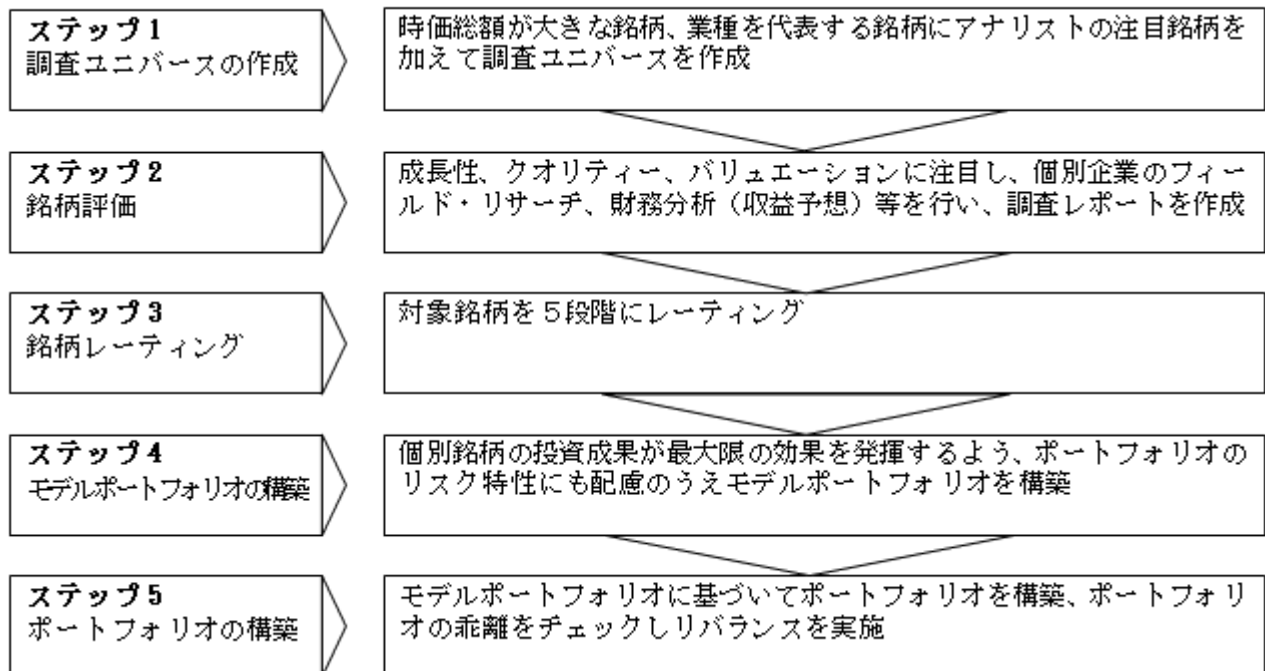 ステップ1
調査ユニバースの作成
時価総額が大きな銘柄、業種を代表する銘柄にアナリストの注目銘柄を
加えて調査ユニバースを作成
ステップ2
銘柄評価
成長性、クオリティー、バリュエーションに注目し、個別企業のフィー
ルド・リサーチ、財務分析（収益予想）等を行い、調査レポートを作成
ステップ3
銘柄レーティング
対象銘柄を５段階にレーティング
ステップ4
モデルポートフォリオの構築
個別銘柄の投資成果が最大限の効果を発揮するよう、ポートフォリオの
リスク特性にも配慮のうえモデルポートフォリオを構築
ステップ5
ポートフォリオの構築
モデルポートフォリオに基づいてポートフォリオを構築、ポートフォリ
オの乖離をチェックしリバランスを実施